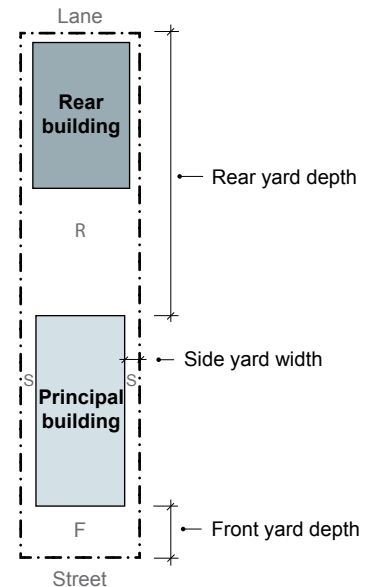 Lane
Rear
building
Rear yard depth
R
Side yard width
S
S
Principal
building
F
Front yard depth
Street